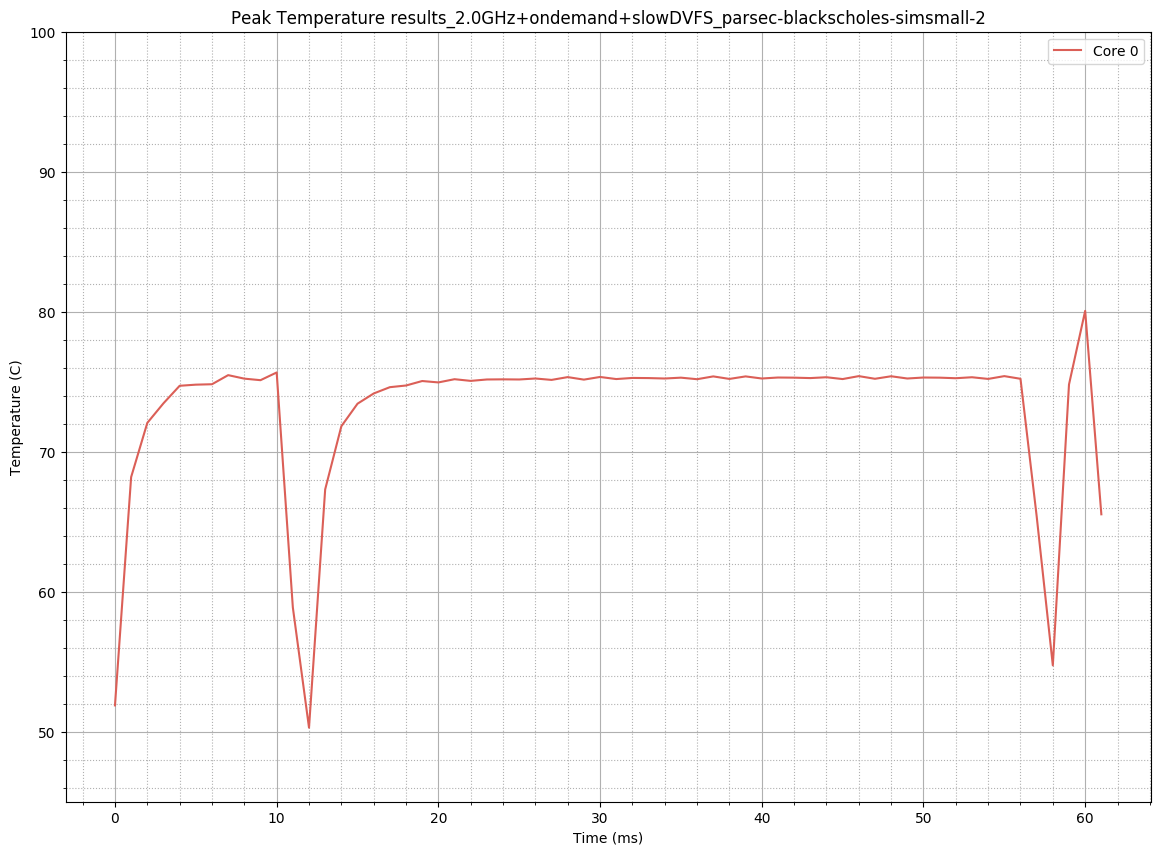 Peak Temperature results_2.0GHz+ondemand+slowDVFS_parsec-blackscholes-simsmall-2
Core 0
100
90
80
70
60
50
Temperature (C)
0 10 20 30 40 50 60
Time (ms)